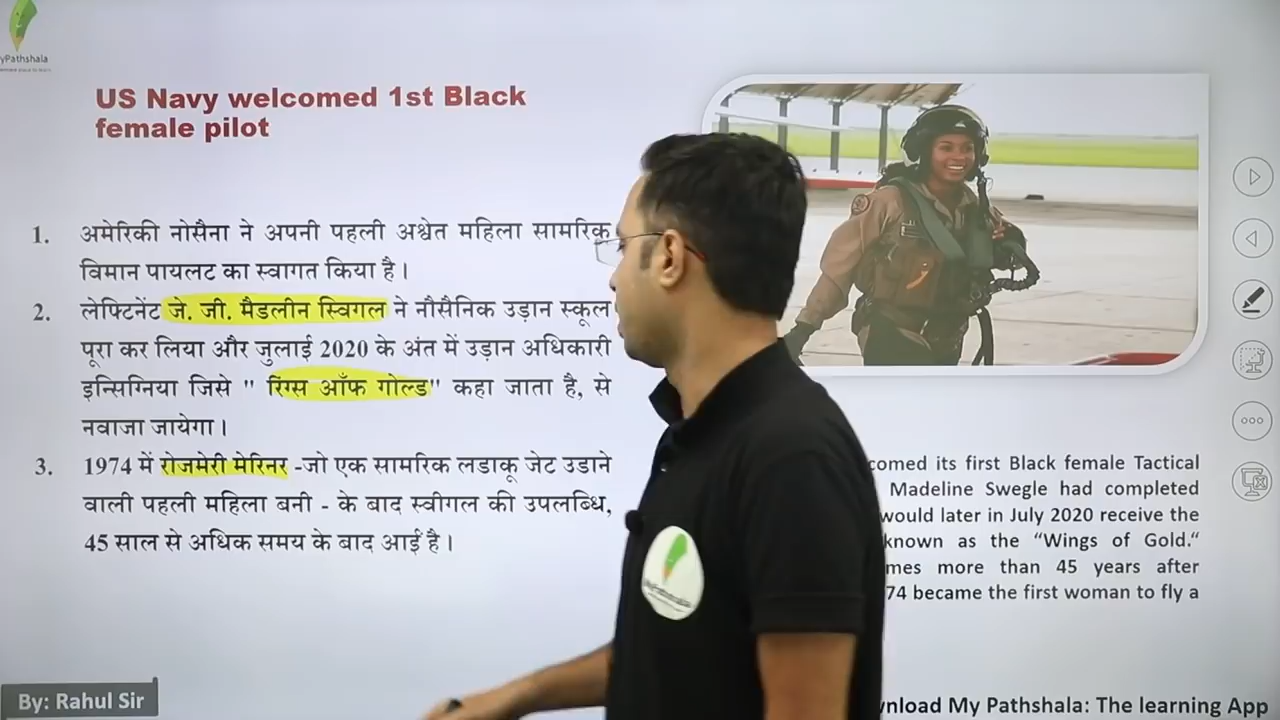 yPathshala
US Navy welcomed 1st Black
female pilot
1. अमेरिकी नोसैना ने अपनी पहली अश्वेत महिला सामरिक
विमान पायलट का स्वागत किया है।
2. लेफ्टिनेंट जे. जी. मैडलीन स्विगल ने नौसैनिक उड़ान स्कूल
पूरा कर लिया और जुलाई 2020 के अंत में उड़ान अधिकारी
इन्सिग्निया जिसे " रिंग्स ऑफ गोल्ड" कहा जाता है, से
नवाजा जायेगा।
3. 1974 में रोजमेरी मेरिनर -जो एक सामरिक लडाकू जेट उडाने
वाली पहली महिला बनी - के बाद स्वीगल की उपलब्धि,
45 साल से अधिक समय के बाद आई है।
comed its first Black female Tactical
Madeline Swegle had completed
would later in July 2020 receive the
known as the “Wings of Gold.“
mes more than 45 years after
74 became the first woman to fly a
By: Rahul Sir
wnload My Pathshala: The learning App